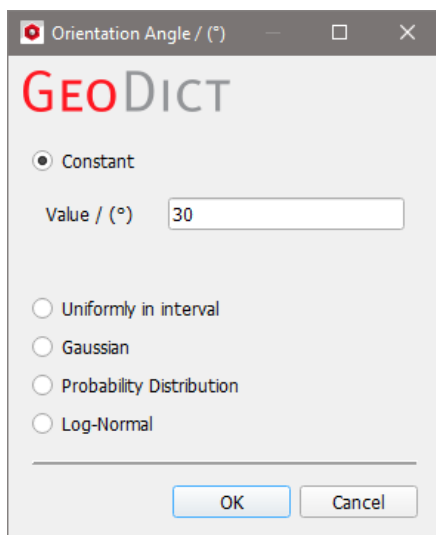 Orientation Angle / (°)
GEODICT
Constant
Value / (°) 30
Uniformly in interval
Gaussian
Probability Distribution
Log-Normal
OK Cancel